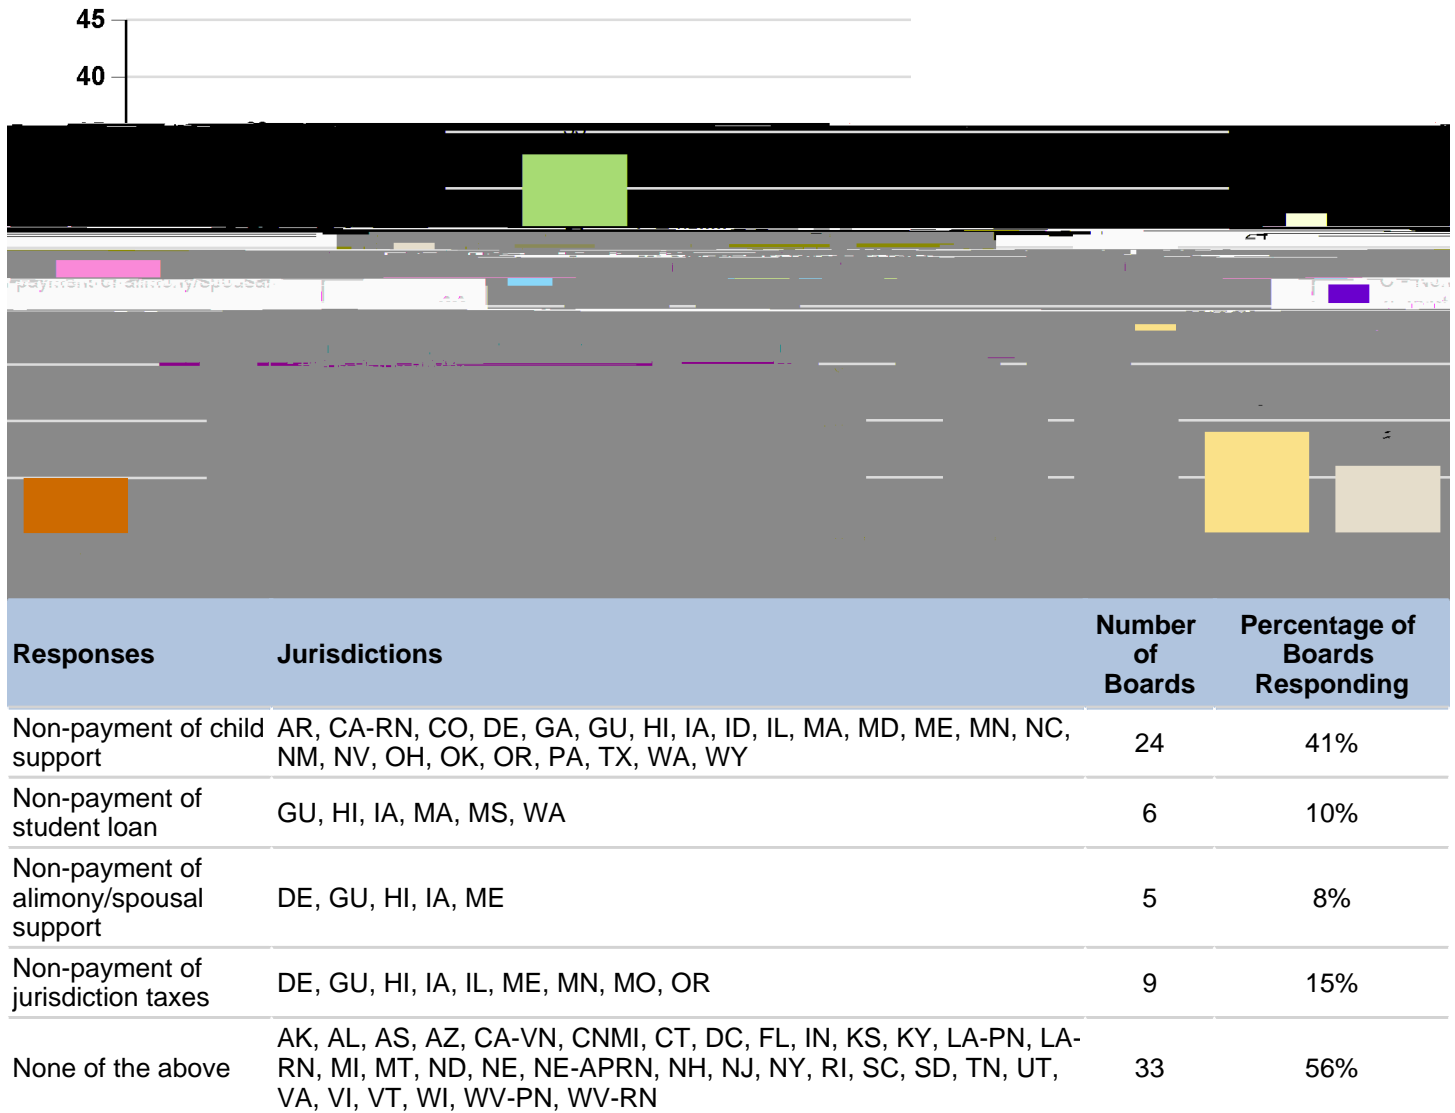 45
40
Responses Jurisdictions Number of Boards Percentage of Boards Responding
Non-payment of child support
AR, CA-RN, CO, DE, GA, GU, HI, IA, ID, IL, MA, MD, ME, MN, NC,
NM, NV, OH, OK, OR, PA, TX, WA, WY
24 41%
Non-payment of
student loan
GU, HI, IA, MA, MS, WA 6 10%
Non-payment of
alimony/spousal
support
DE, GU, HI, IA, ME 5 8%
Non-payment of
jurisdiction taxes
DE, GU, HI, IA, IL, ME, MN, MO, OR 9 15%
None of the above
AK, AL, AS, AZ, CA-VN, CNMI, CT, DC, FL, IN, KS, KY, LA-PN, LA-
RN, MI, MT, ND, NE, NE-APRN, NH, NJ, NY, RI, SC, SD, TN, UT,
VA, VI, VT, WI, WV-PN, WV-RN
33 56%